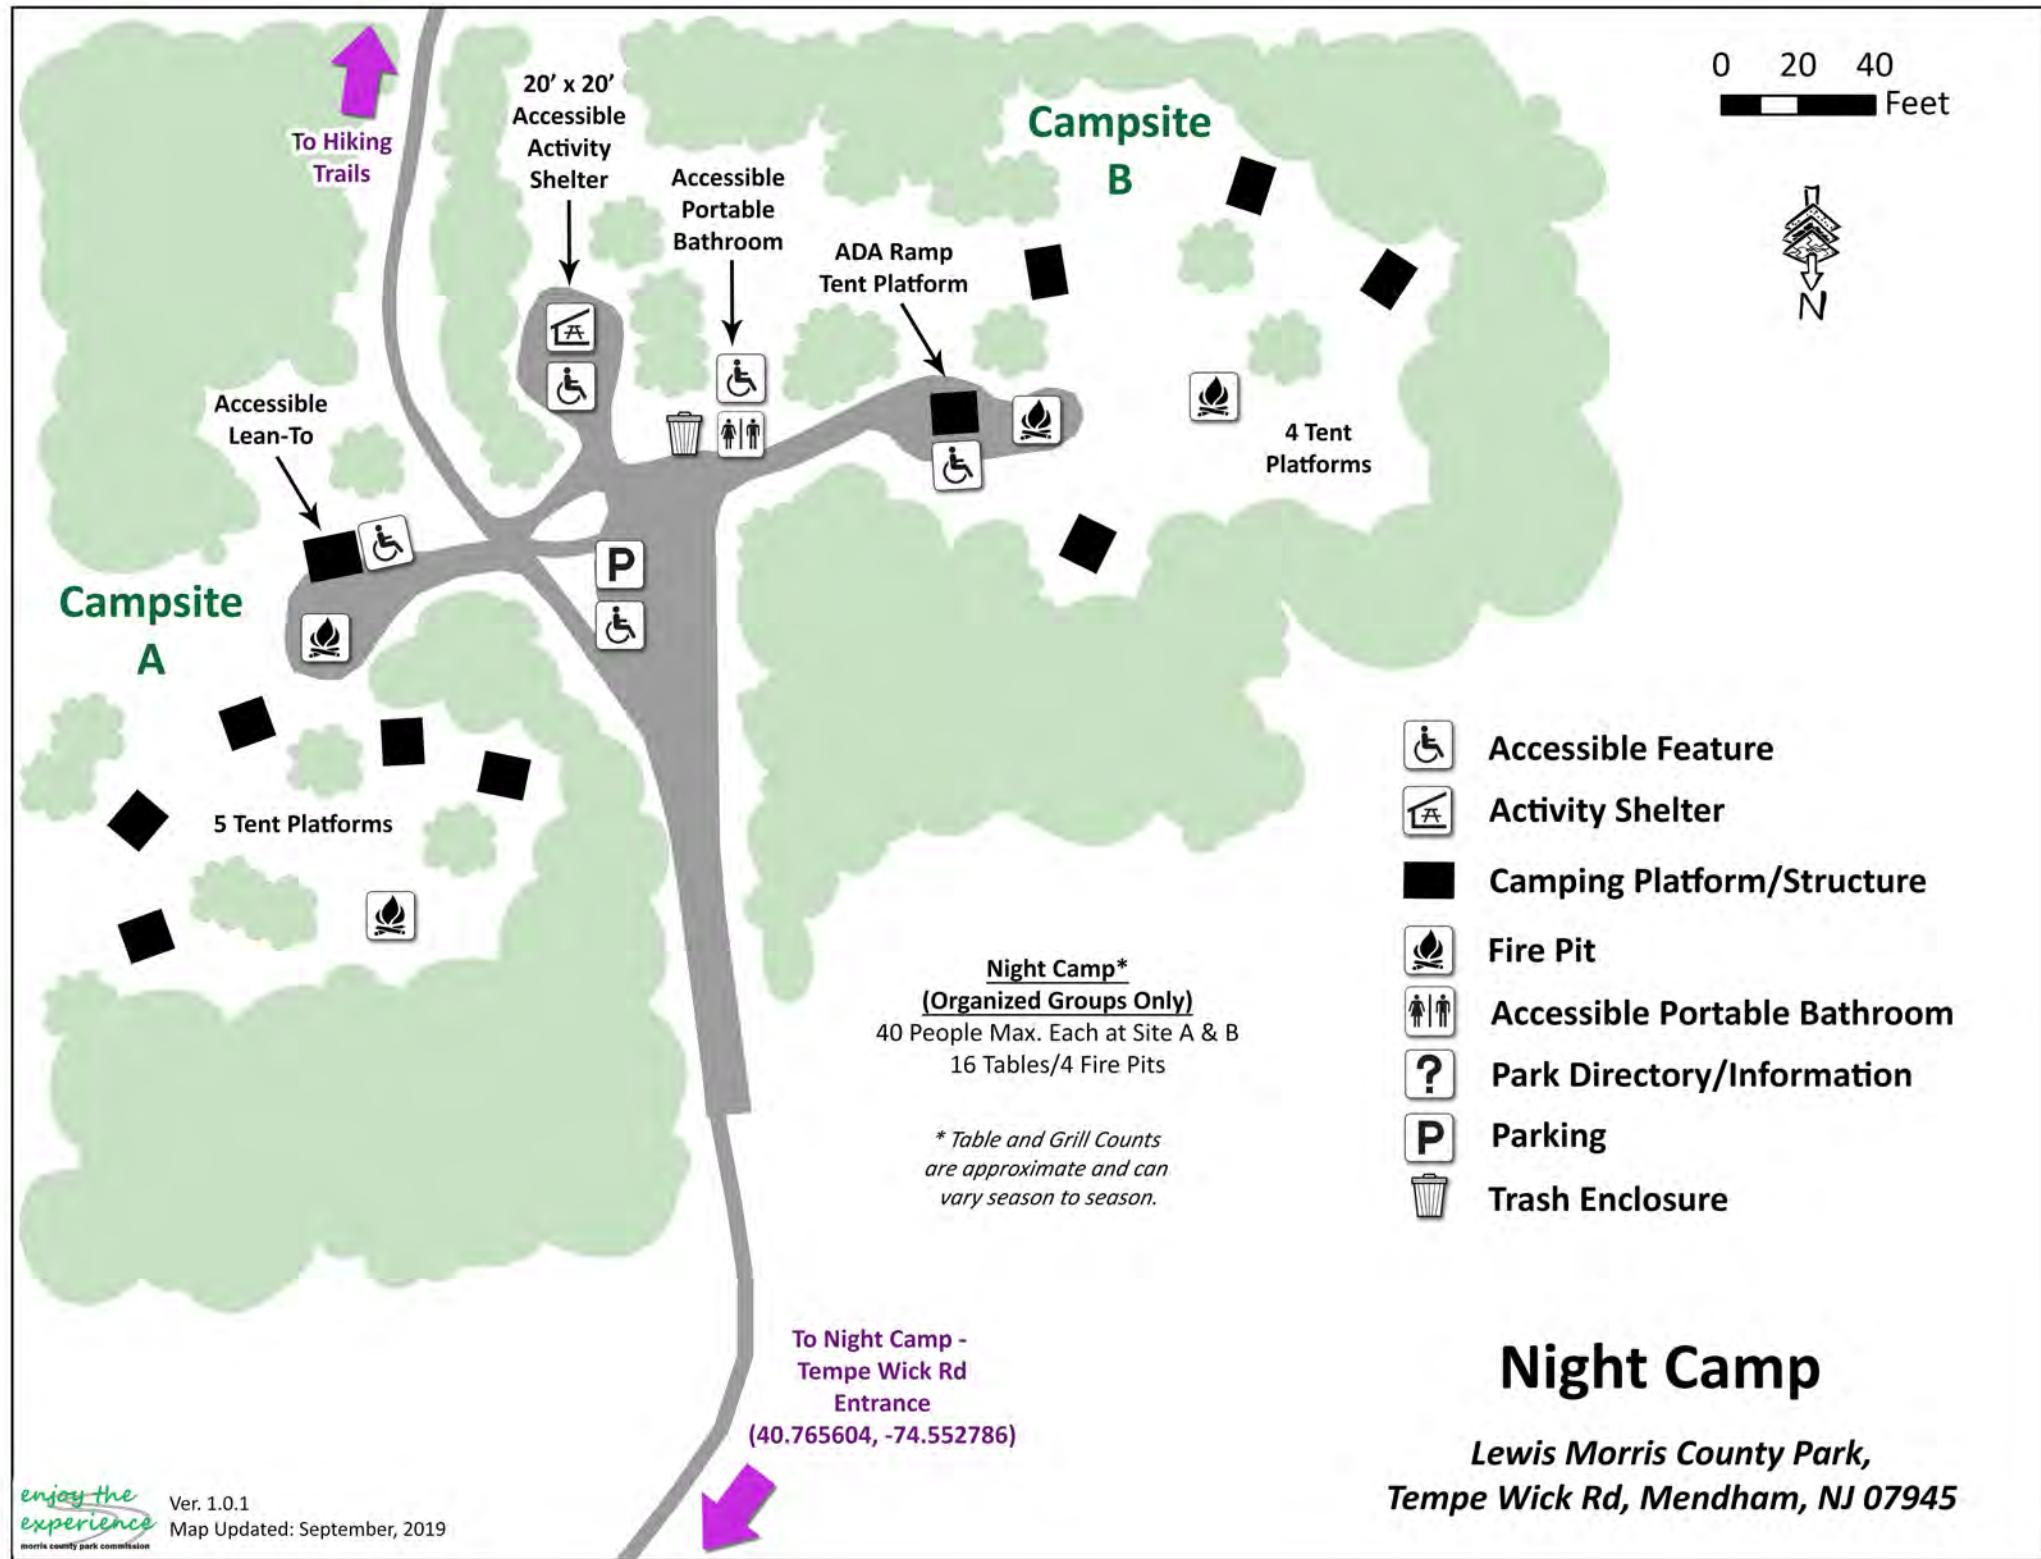 To Hiking
Trails
20' x 20'
Accessible
Activity
Shelter
Accessible
Portable
Bathroom
ADA Ramp
Tent Platform
Campsite
B
0 20 40
Feet
N
Accessible
Lean-To
4 Tent
Platforms
P
Campsite
A
5 Tent Platforms
Accessible Feature
Activity Shelter
Camping Platform/Structure
Fire Pit
Accessible Portable Bathroom
? Park Directory/Information
P Parking
Trash Enclosure
Night Camp*
(Organized Groups Only)
40 People Max. Each at Site A & B
16 Tables/4 Fire Pits
* Table and Grill Counts
are approximate and can
vary season to season.
To Night Camp -
Tempe Wick Rd
Entrance
(40.765604, -74.552786)
Night Camp
Lewis Morris County Park,
Tempe Wick Rd, Mendham, NJ 07945
enjoy the
experience
morris county park commission
Ver. 1.0.1
Map Updated: September, 2019